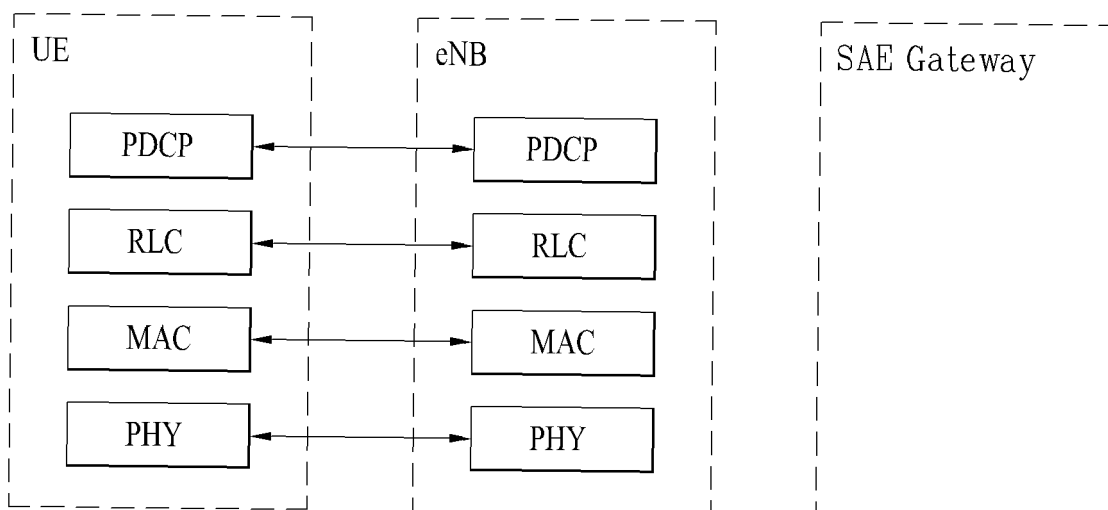 UE
eNB
SAE Gateway
PDCP
PDCP
RLC
RLC
MAC
MAC
PHY
PHY